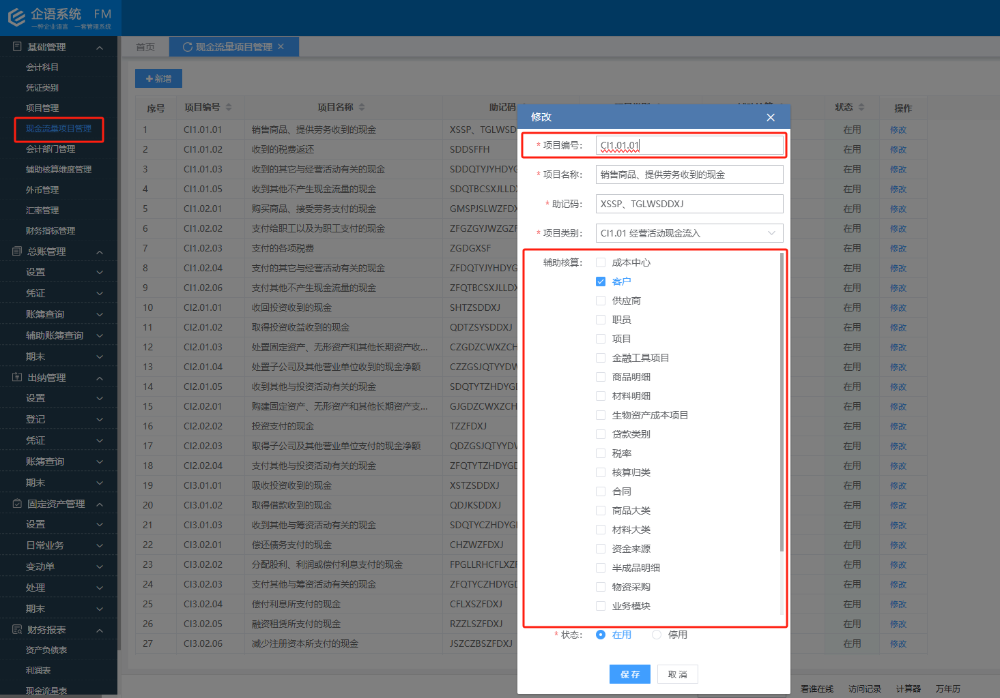 企语系统 FM
一种企业语言 一套管理系统
基础管理
会计科目
凭证类别
项目管理
现金流量项目管理
会计部门管理
辅助核算维度管理
外币管理
汇率管理
财务指标管理
总账管理
设置
凭证
账簿查询
辅助账簿查询
期末
出纳管理
设置
登记
凭证
账簿查询
期末
固定资产管理
设置
日常业务
变动单
处理
期末
财务报表
资产负债表
利润表
现金流量表
首页 现金流量项目管理
新增
序号 项目编号 项目名称 助记码 状态 操作
1 CI1.01.01 销售商品、提供劳务收到的现金 XSSP、TGLWSD 在用 修改
2 CI1.01.02 收到的税费返还 SDDSFFH 在用 修改
3 CI1.01.03 收到的其它与经营活动有关的现金 SDDQTYJYHDYG 在用 修改
4 CI1.01.05 收到其他不产生现金流量的现金 SDQTBCSXJLLDX 在用 修改
5 CI1.02.01 购买商品、接受劳务支付的现金 GMSPJSLWZFDX 在用 修改
6 CI1.02.02 支付给职工以及为职工支付的现金 ZFGZGYJWZGZF 在用 修改
7 CI1.02.03 支付的各项税费 ZGDGXSF 在用 修改
8 CI1.02.04 支付的其它与经营活动有关的现金 ZFDQTYJYHDYG 在用 修改
9 CI1.02.06 支付其他不产生现金流量的现金 ZFQTBCSXJLLDX 在用 修改
10 CI2.01.01 收回投资收到的现金 SHTZSDDXJ 在用 修改
11 CI2.01.02 取得投资收益收到的现金 QDTZSYSDDXJ 在用 修改
12 CI2.01.03 处置固定资产、无形资产和其他长期资产收... CZGDZCWXZCH 在用 修改
13 CI2.01.04 处置子公司及其他营业单位收到的现金净额 CZZGSJQTYYDW 在用 修改
14 CI2.01.05 收到其他与投资活动有关的现金 SDQTYTZHDYGD 在用 修改
15 CI2.02.01 购建固定资产、无形资产和其他长期资产支... GJGDZCWXZCH 在用 修改
16 CI2.02.02 投资支付的现金 TZZFDXJ 在用 修改
17 CI2.02.03 取得子公司及其他营业单位支付的现金净额 QDZGSJQTYYDW 在用 修改
18 CI2.02.04 支付其他与投资活动有关的现金 ZFQTYTZHDYGD 在用 修改
19 CI3.01.01 吸收投资收到的现金 XSTZSDDXJ 在用 修改
20 CI3.01.02 取得借款收到的现金 QDJKSDDXJ 在用 修改
21 CI3.01.03 收到其他与筹资活动有关的现金 SDQTYCZHDYGD 在用 修改
22 CI3.02.01 偿还债务支付的现金 CHZWZFDXJ 在用 修改
23 CI3.02.02 分配股利、利润或偿付利息支付的现金 FPGLLRHCFLXZF 在用 修改
24 CI3.02.03 支付其他与筹资活动有关的现金 ZFQTYCZHDYGD 在用 修改
25 CI3.02.04 偿付利息所支付的现金 CFLXSZFDXJ 在用 修改
26 CI3.02.05 融资租赁所支付的现金 RZZLSZFDXJ 在用 修改
27 CI3.02.06 减少注册资本所支付的现金 JSZCZBSZFDXJ 在用 修改
修改
* 项目编号： CI1.01.01
* 项目名称： 销售商品、提供劳务收到的现金
* 助记码： XSSP、TGLWSDDXJ
* 项目类别： CI1.01 经营活动现金流入
辅助核算： 成本中心
客户
供应商
职员
项目
金融工具项目
商品明细
材料明细
生物资产成本项目
贷款类别
税率
核算归类
合同
商品大类
材料大类
资金来源
半成品明细
物资采购
业务模块
* 状态： 在用 停用
保存 取消
看谁在线 访问记录 计算器 万年历